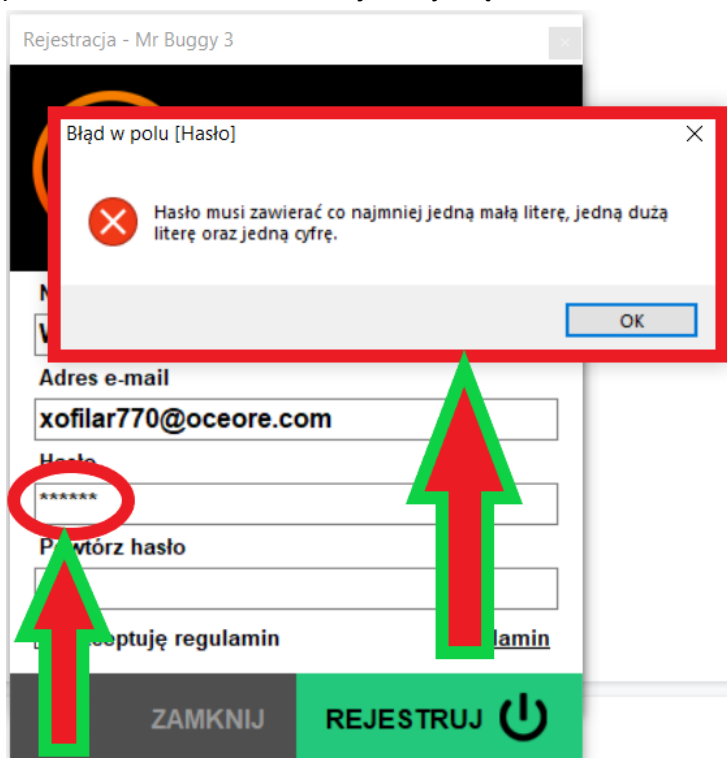 Rejestracja - Mr Buggy 3
Błąd w polu [Hasło]
Hasło musi zawierać co najmniej jedną małą literę, jedną dużą
literę oraz jedną cyfrę.
OK
Adres e-mail
xofilar770@oceore.com
Hasło
******
Powtórz hasło
regulamin
ZAMKNIJ
REJESTRUJ